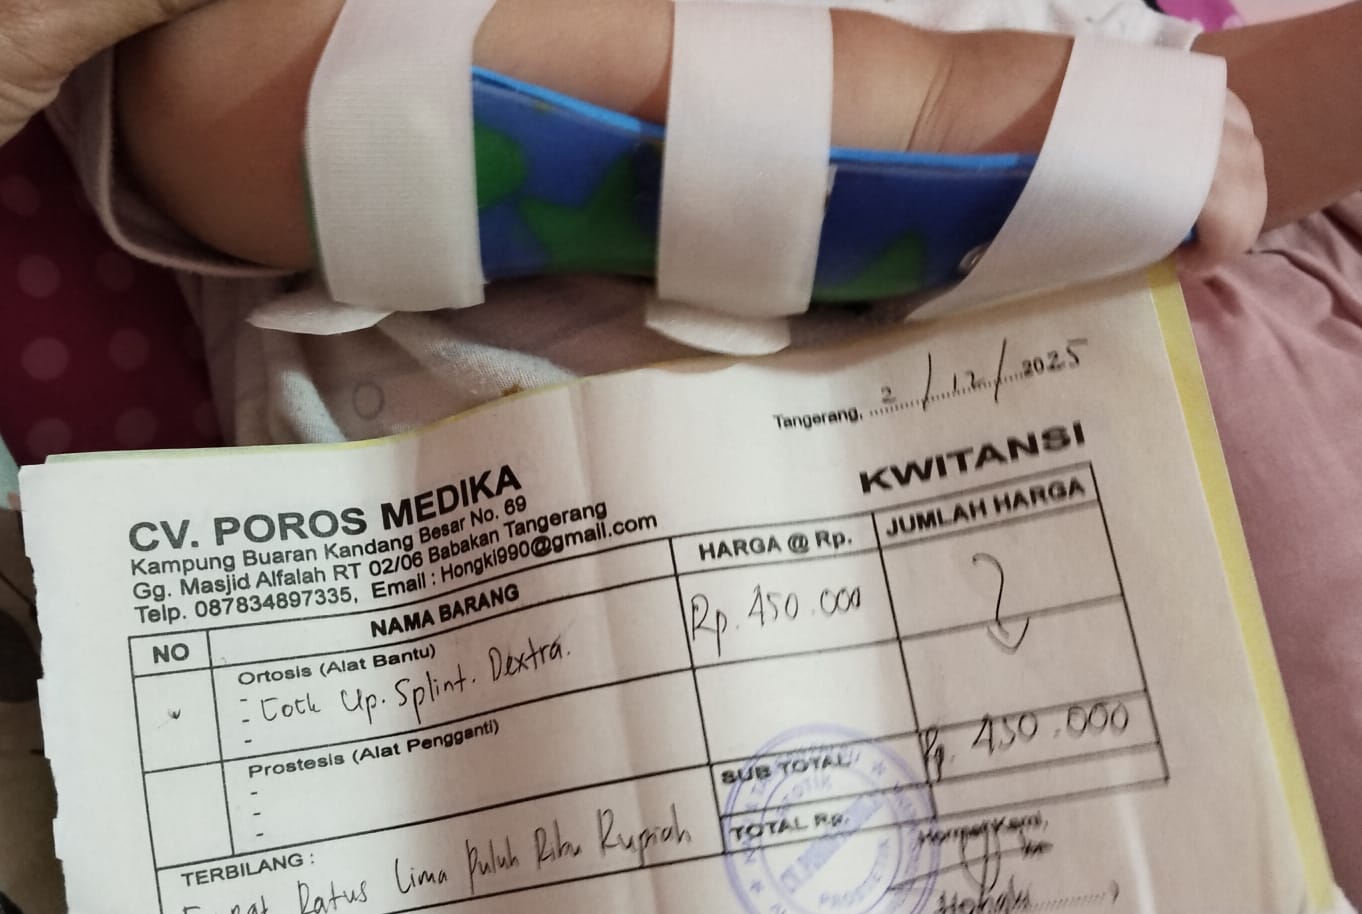 Tangerang, 2/12/2025
KWITANSI
CV. POROS MEDIKA
Kampung Buaran Kandang Besar No. 69
Gg. Masjid Alfalah RT 02/06 Babakan Tangerang
Telp. 087834897335, Email : Hongki990@gmail.com
NO NAMA BARANG HARGA @ Rp. JUMLAH HARGA
Ortosis (Alat Bantu) Rp. 450.000
- Cock Up. Splint. Dextra.
-
-
Prostesis (Alat Pengganti)
-
-
-
SUB TOTAL Rp. 450.000
TOTAL Rp.
TERBILANG :
Ratus Lima Puluh Ribu Rupiah